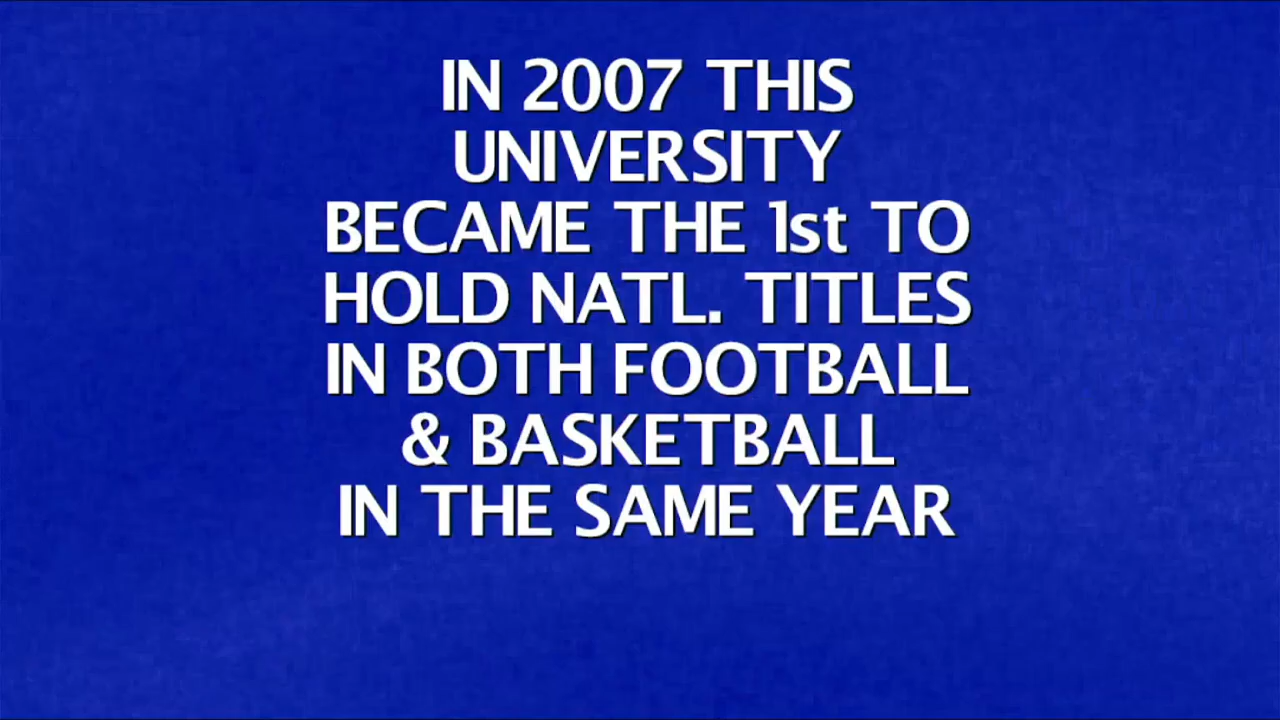 IN 2007 THIS
UNIVERSITY
BECAME THE 1st TO
HOLD NATL. TITLES
IN BOTH FOOTBALL
& BASKETBALL
IN THE SAME YEAR